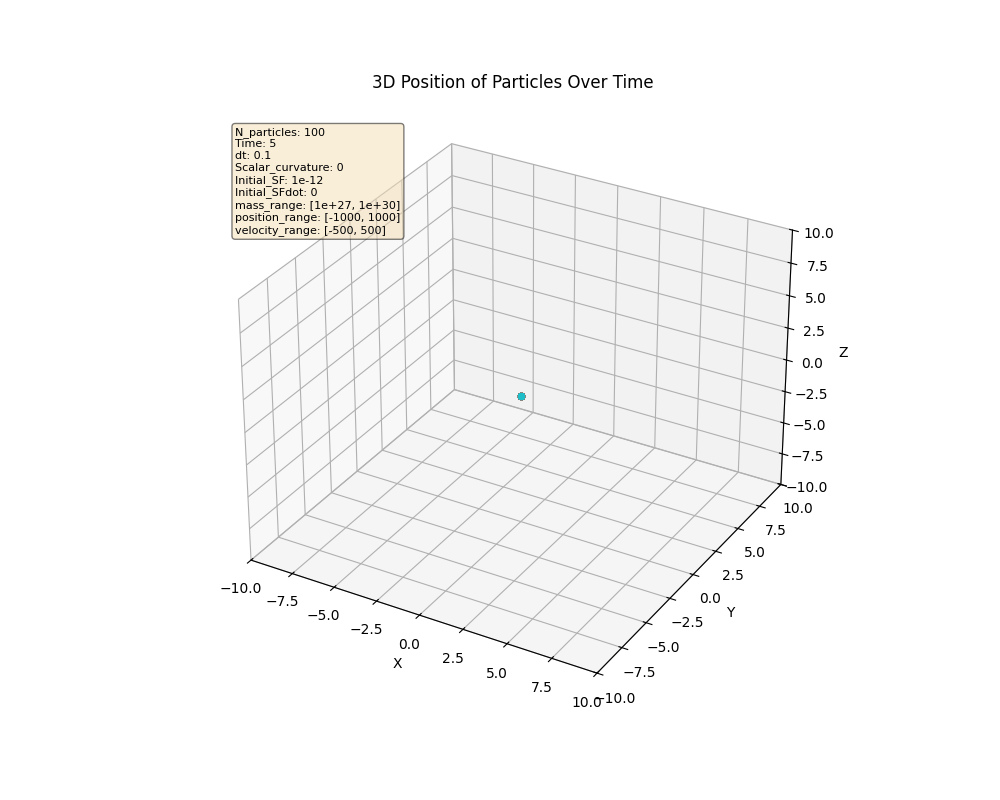 3D Position of Particles Over Time
N_particles: 100
Time: 5
dt: 0.1
Scalar_curvature: 0
Initial_SF: 1e-12
Initial_SFdot: 0
mass_range: [1e+27, 1e+30]
position_range: [-1000, 1000]
velocity_range: [-500, 500]
10.0
7.5
5.0
2.5
0.0
−2.5
−5.0
−7.5
−10.0
Z
10.0
7.5
5.0
2.5
0.0
−2.5
−5.0
−7.5
−10.0
Y
−10.0
−7.5
−5.0
−2.5
0.0
2.5
5.0
7.5
10.0
X